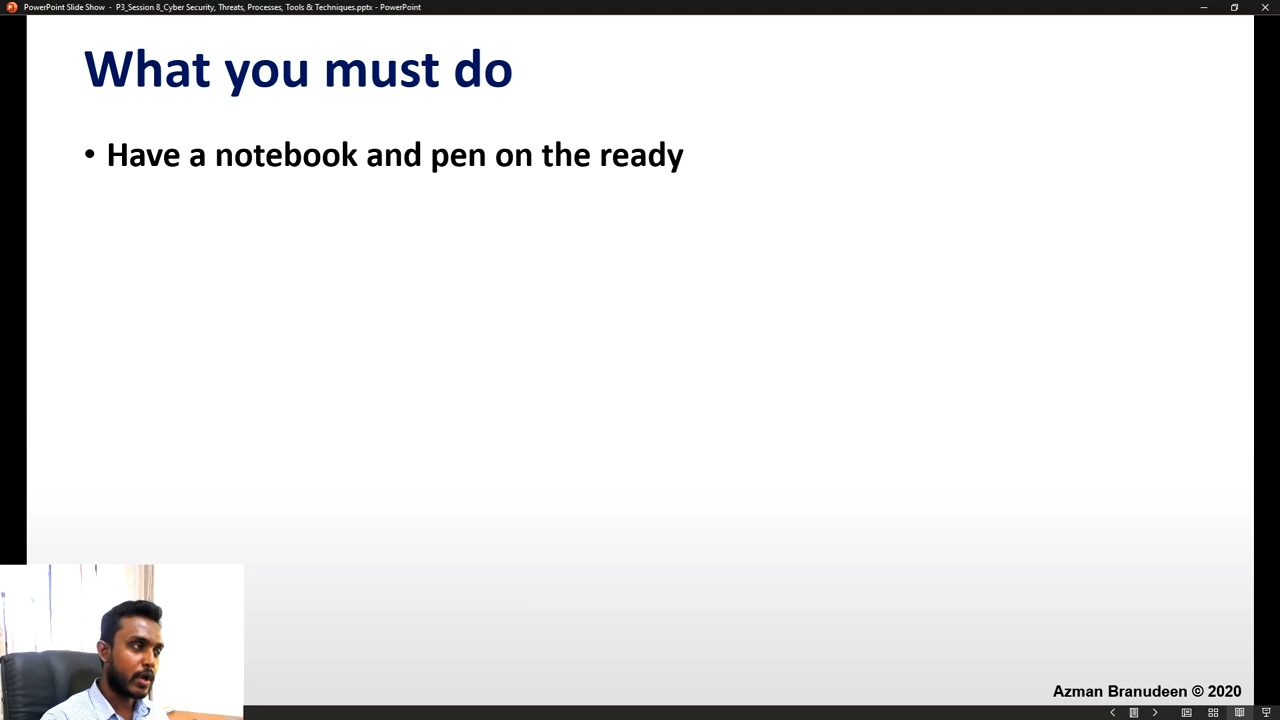 PowerPoint Slide Show - P3_Session 8_Cyber Security, Threats, Processes, Tools & Techniques.pptx - PowerPoint
What you must do
• Have a notebook and pen on the ready
Azman Branudeen © 2020